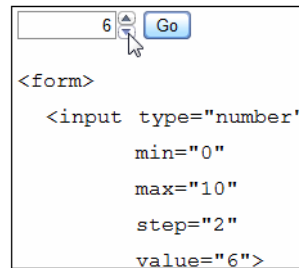 6 Go
<form>
<input type="number"
min="0"
max="10"
step="2"
value="6">